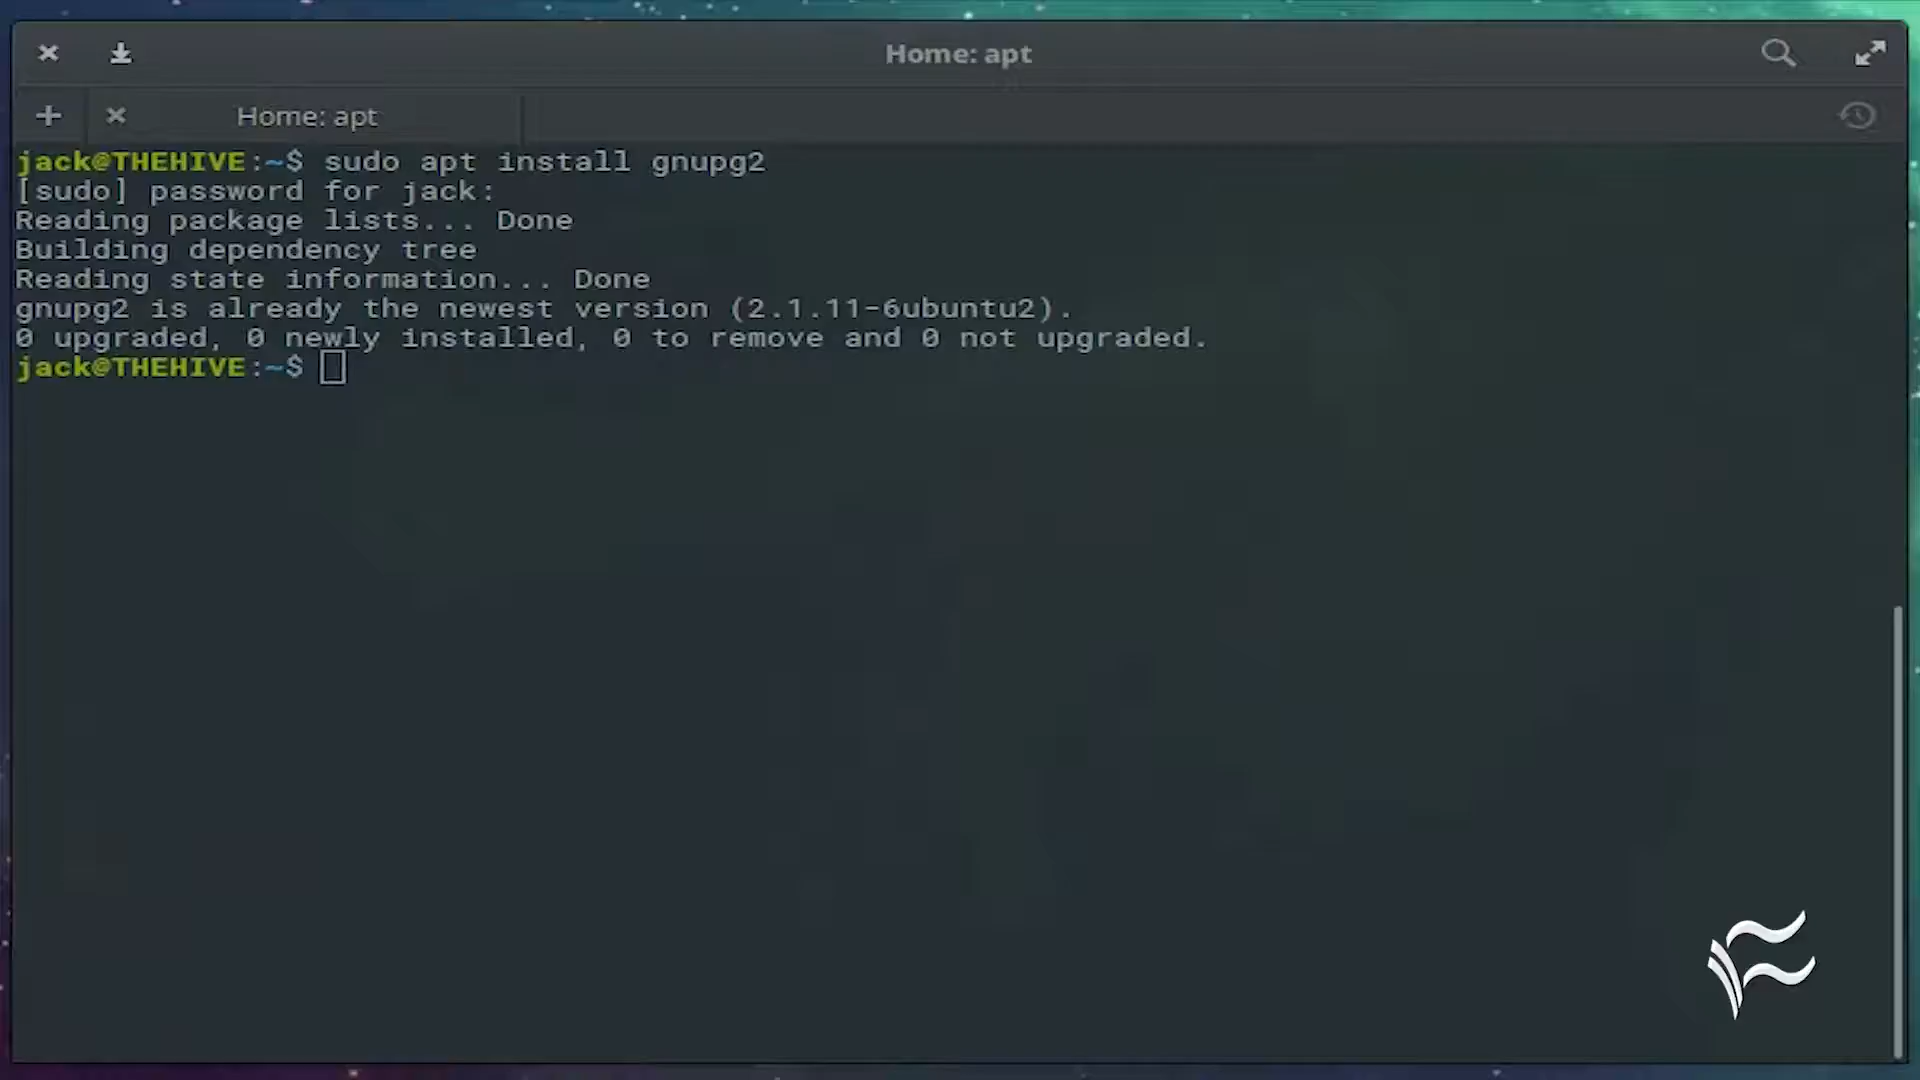 Home: apt
Home: apt
jack@THEHIVE:~$ sudo apt install gnupg2
[sudo] password for jack:
Reading package lists... Done
Building dependency tree
Reading state information... Done
gnupg2 is already the newest version (2.1.11-6ubuntu2).
0 upgraded, 0 newly installed, 0 to remove and 0 not upgraded.
jack@THEHIVE:~$